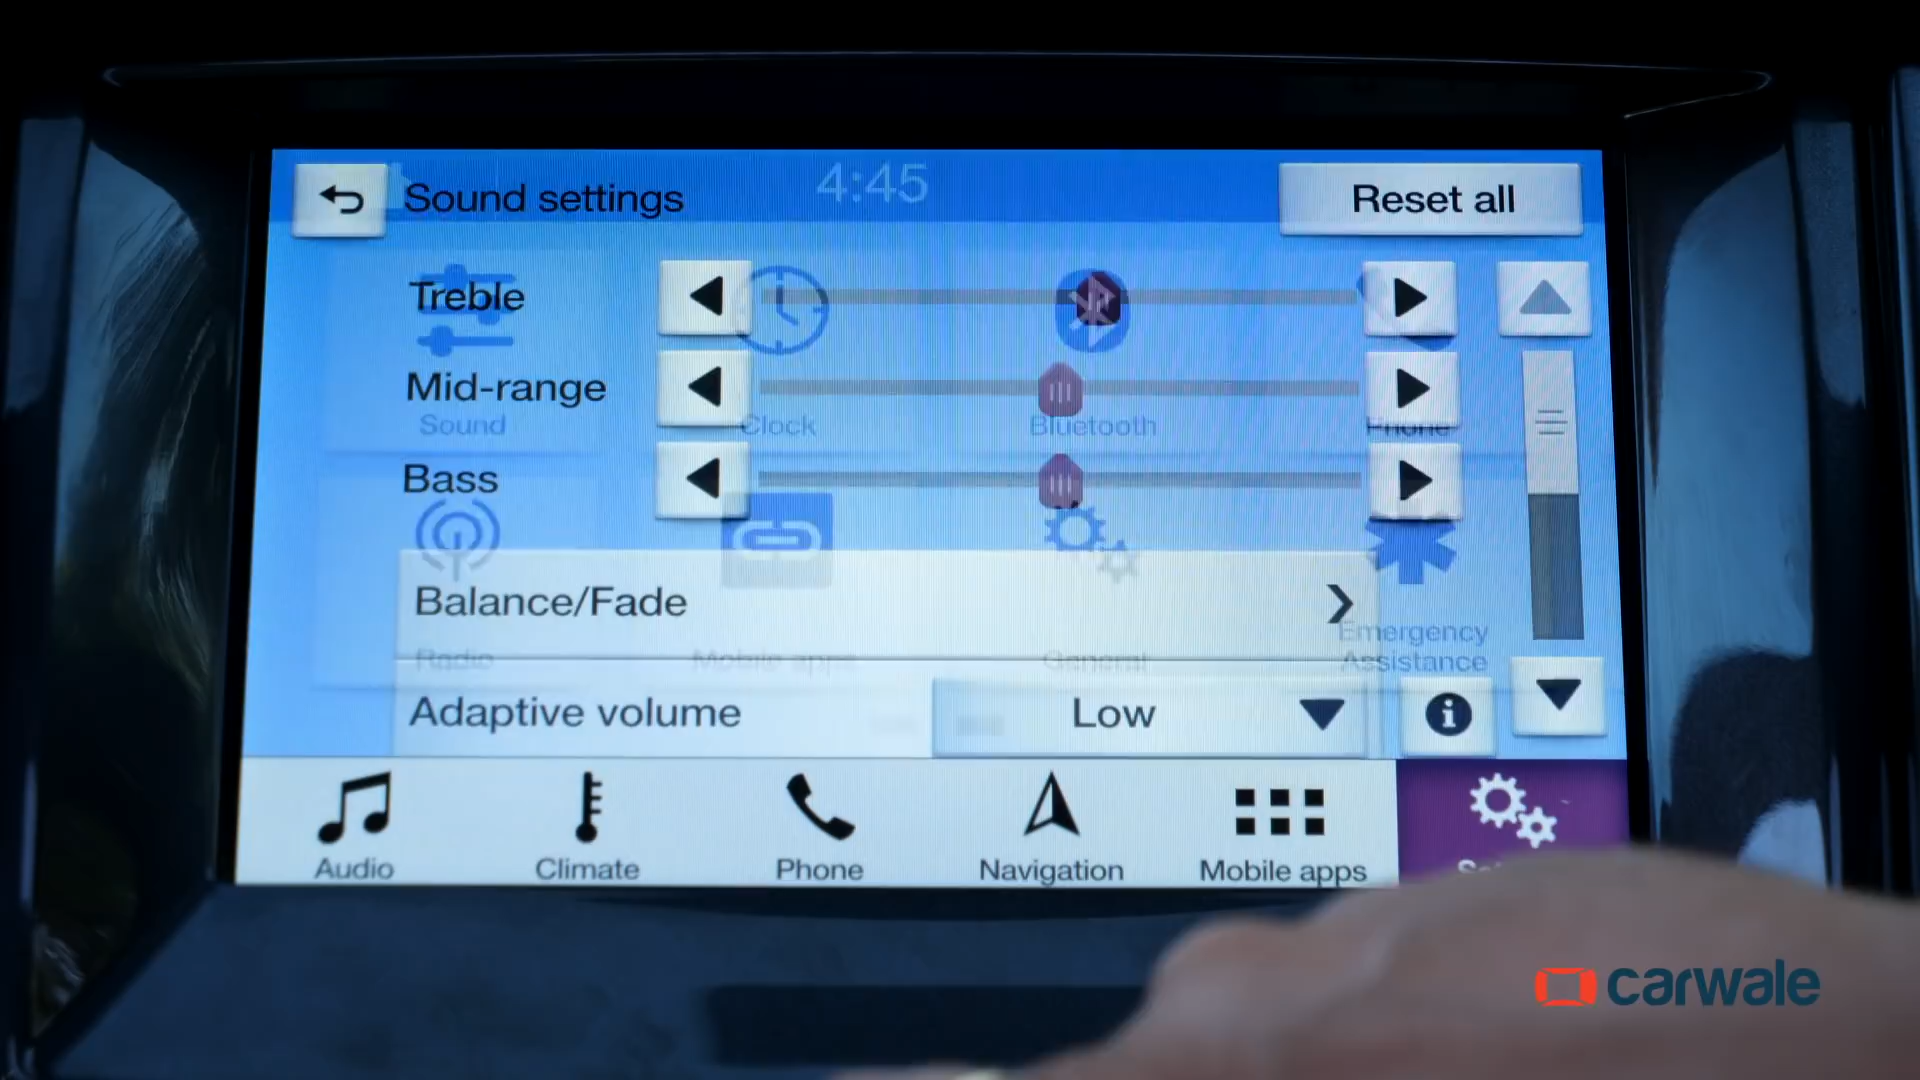 Sound settings
4:45
Reset all
Treble
Mid-range
Sound
Clock
Bluetooth
Phone
Bass
Balance/Fade
Radio
Mobile apps
General
Emergency
Assistance
Adaptive volume
Low
Audio
Climate
Phone
Navigation
Mobile apps
carwale